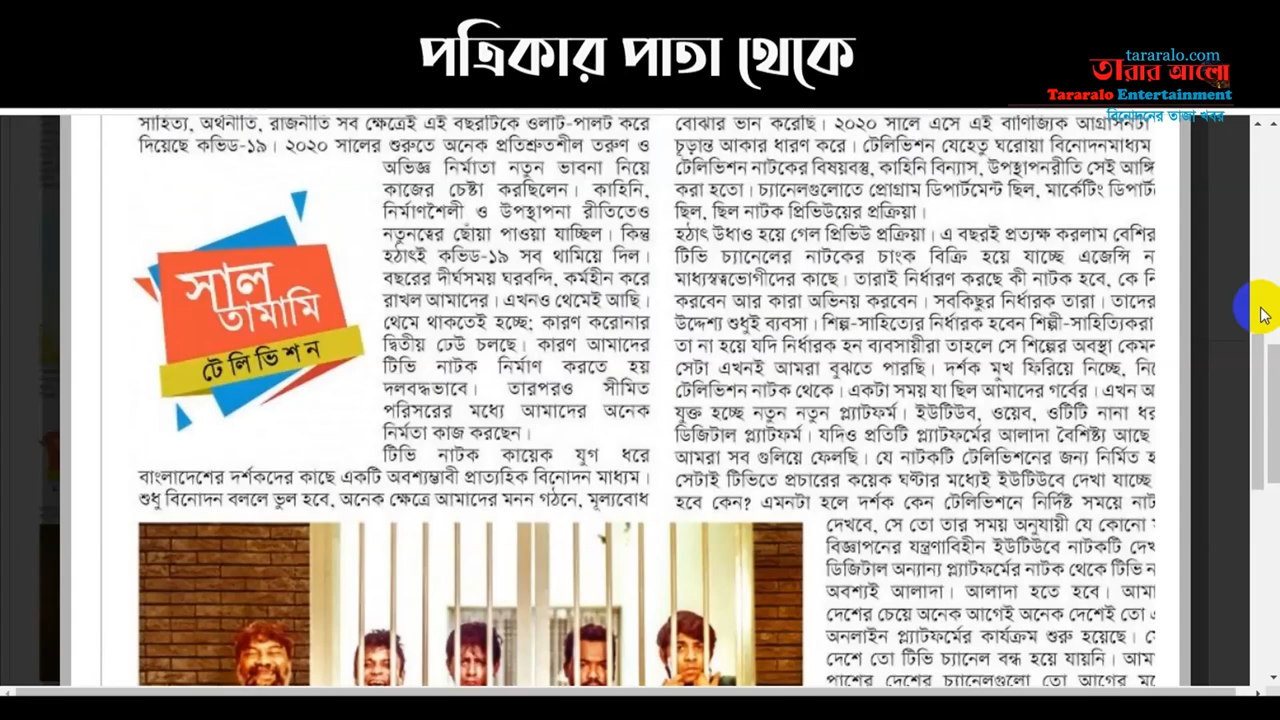 পত্রিকার পাতা থেকে
tararalo.com
তারার আলো
Tararalo Entertainment
বিনোদনের তাজা খবর
সাহিত্য, অর্থনীতি, রাজনীতি সব ক্ষেত্রেই এই বছরটিকে ওলাট-পালট করে
দিয়েছে কভিড-১৯। ২০২০ সালের শুরুতে অনেক প্রতিশ্রুতশীল তরুণ ও
অভিজ্ঞ নির্মাতা নতুন ভাবনা নিয়ে
কাজের চেষ্টা করছিলেন। কাহিনি,
নির্মাণশৈলী ও উপস্থাপনা রীতিতেও
নতুনত্বের ছোঁয়া পাওয়া যাচ্ছিল। কিন্তু
হঠাৎই কভিড-১৯ সব থামিয়ে দিল।
বছরের দীর্ঘসময় ঘরবন্দি, কর্মহীন করে
রাখল আমাদের। এখনও থেমেই আছি।
থেমে থাকতেই হচ্ছে; কারণ করোনার
দ্বিতীয় ঢেউ চলছে। কারণ আমাদের
টিভি নাটক নির্মাণ করতে হয়
দলবদ্ধভাবে। তারপরও সীমিত
পরিসরের মধ্যে আমাদের অনেক
নির্মতা কাজ করছেন।
টিভি নাটক কায়েক যুগ ধরে
বাংলাদেশের দর্শকদের কাছে একটি অবশ্যম্ভাবী প্রাত্যহিক বিনোদন মাধ্যম।
শুধু বিনোদন বললে ভুল হবে, অনেক ক্ষেত্রে আমাদের মনন গঠনে, মূল্যবোধ
সাল
তামামি
টেলিভিশন
বোঝার ভান করেছি। ২০২০ সালে এসে এই বাণিজ্যিক আগ্রাসনটা
চূড়ান্ত আকার ধারণ করে। টেলিভিশন যেহেতু ঘরোয়া বিনোদনমাধ্যম
টেলিভিশন নাটকের বিষয়বস্তু, কাহিনি বিন্যাস, উপস্থাপনরীতি সেই
করা হতো। চ্যানেলগুলোতে প্রোগ্রাম ডিপার্টমেন্ট ছিল, মার্কেটিং
ছিল, ছিল নাটক প্রিভিউয়ের প্রক্রিয়া।
হঠাৎ উধাও হয়ে গেল প্রিভিউ প্রক্রিয়া। এ বছরই প্রত্যক্ষ করলাম বেশির
টিভি চ্যানেলের নাটকের চাংক বিক্রি হয়ে যাচ্ছে এজেন্সি
মাধ্যস্বত্বভোগীদের কাছে। তারাই নির্ধারণ করছে কী নাটক হবে, কে
করবেন আর কারা অভিনয় করবেন। সবকিছুর নির্ধারক তারা। তাদের
উদ্দেশ্য শুধুই ব্যবসা। শিল্প-সাহিত্যের নির্ধারক হবেন শিল্পী-সাহিত্যিকরা
তা না হয়ে যদি নির্ধারক হন ব্যবসায়ীরা তাহলে সে শিল্পের অবস্থা কেমন
সেটা এখনই আমরা বুঝতে পারছি। দর্শক মুখ ফিরিয়ে নিচ্ছে,
টেলিভিশন নাটক থেকে। একটা সময় যা ছিল আমাদের গর্বের। এখন
যুক্ত হচ্ছে নতুন নতুন প্ল্যাটফর্ম। ইউটিউব, ওয়েব, ওটিটি নানা
ডিজিটাল প্ল্যাটফর্ম। যদিও প্রতিটি প্ল্যাটফর্মের আলাদা বৈশিষ্ট্য আছে
আমরা সব গুলিয়ে ফেলছি। যে নাটকটি টেলিভিশনের জন্য নির্মিত
সেটাই টিভিতে প্রচারের কয়েক ঘণ্টার মধ্যেই ইউটিউবে দেখা যাচ্ছে
হবে কেন? এমনটা হলে দর্শক কেন টেলিভিশনে নির্দিষ্ট সময়ে
দেখবে, সে তো তার সময় অনুযায়ী যে কোনো
বিজ্ঞাপনের যন্ত্রণাবিহীন ইউটিউবে নাটকটি
ডিজিটাল অন্যান্য প্ল্যাটফর্মের নাটক থেকে টিভি
অবশ্যই আলাদা। আলাদা হতে হবে।
দেশের চেয়ে অনেক আগেই অনেক দেশেই তো
অনলাইন প্ল্যাটফর্মের কার্যক্রম শুরু হয়েছে।
দেশে তো টিভি চ্যানেল বন্ধ হয়ে যায়নি।
পাশের দেশের চ্যানেলগুলো তো আগের